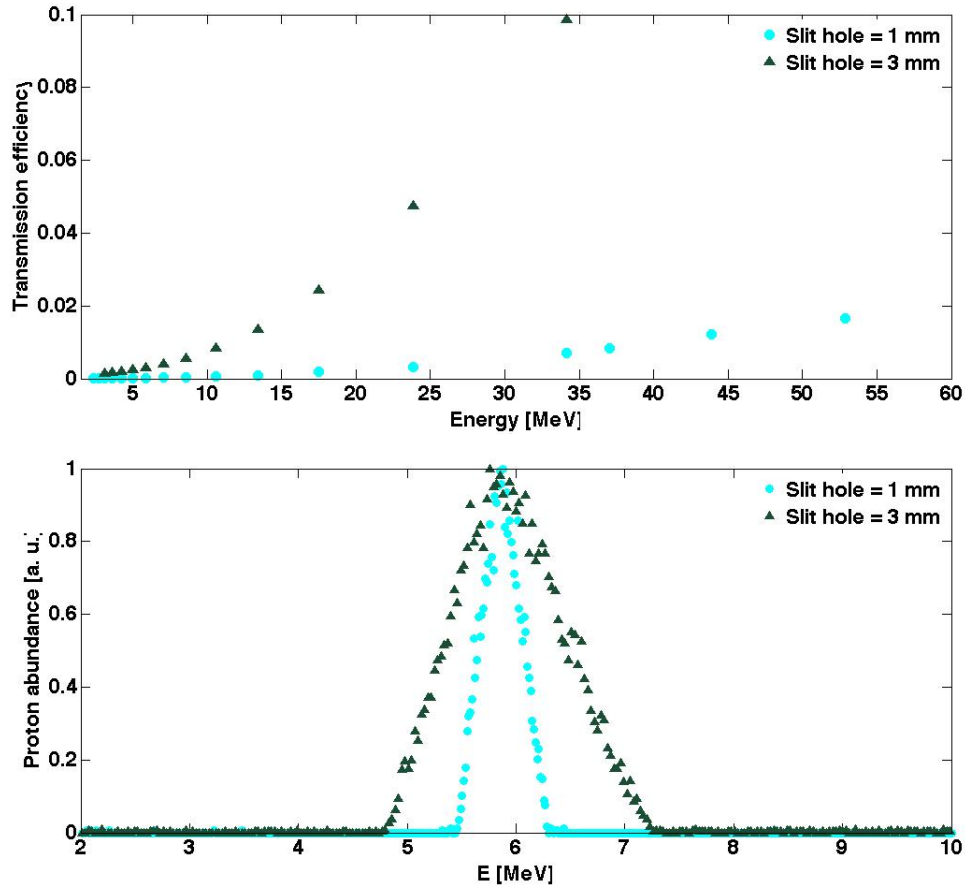 0.1
0.08
0.06
0.04
0.02
0
Transmission efficiency
Slit hole = 1 mm
Slit hole = 3 mm
0 5 10 15 20 25 30 35 40 45 50 55 60
Energy [MeV]
1
0.8
0.6
0.4
0.2
0
Proton abundance [a. u.]
Slit hole = 1 mm
Slit hole = 3 mm
2 3 4 5 6 7 8 9 10
E [MeV]